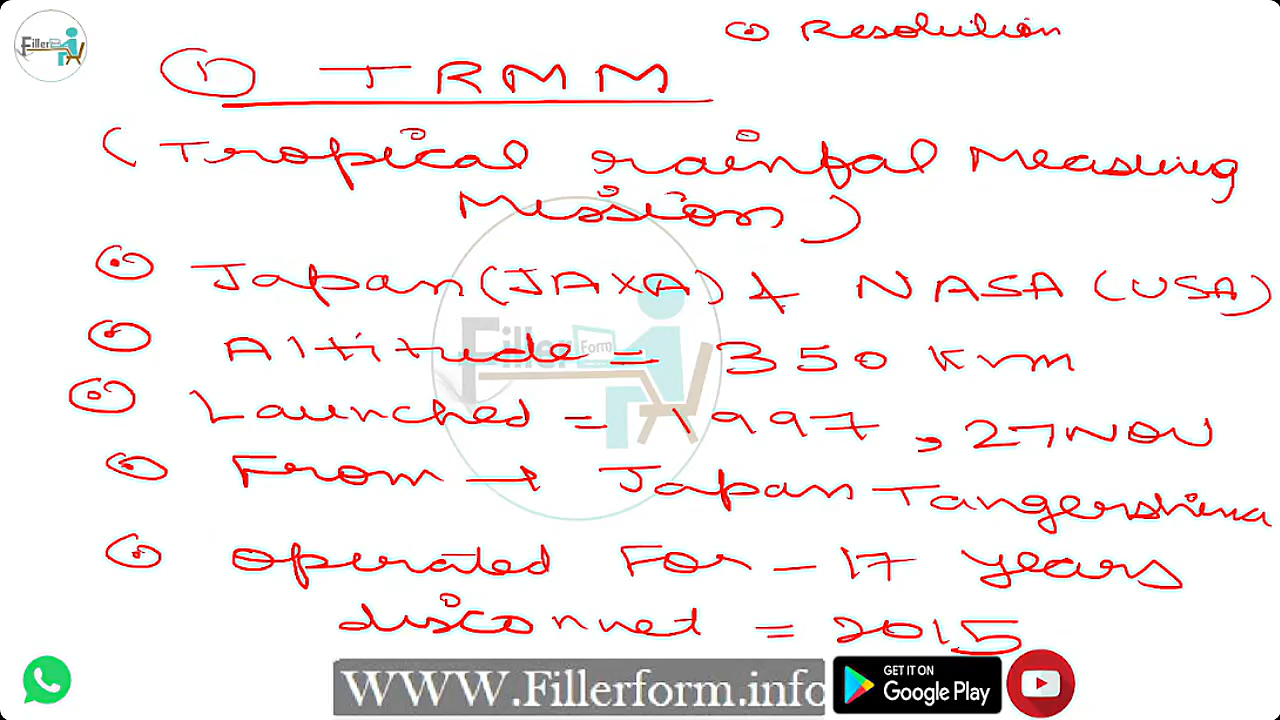 Filler
⊙ Resolution
① TRMM
(Tropical rainfal Measuring
Mission)
⊙ Japan (JAXA) & NASA (USA)
⊙ Altitude = 350 Km
Filler Form
⊙ Launched = 1997, 27 Nov
⊙ From → Japan Tangershima
⊙ Operated For - 17 years
disconnet = 2015
WWW.Fillerform.info
GET IT ON
Google Play